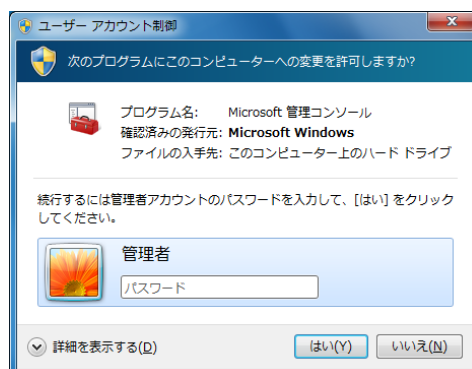 ユーザー アカウント制御
次のプログラムにこのコンピューターへの変更を許可しますか?
プログラム名: Microsoft 管理コンソール
確認済みの発行元: Microsoft Windows
ファイルの入手先: このコンピューター上のハード ドライブ
続行するには管理者アカウントのパスワードを入力して、[はい] をクリック
してください。
管理者
パスワード
詳細を表示する(D) はい(Y) いいえ(N)